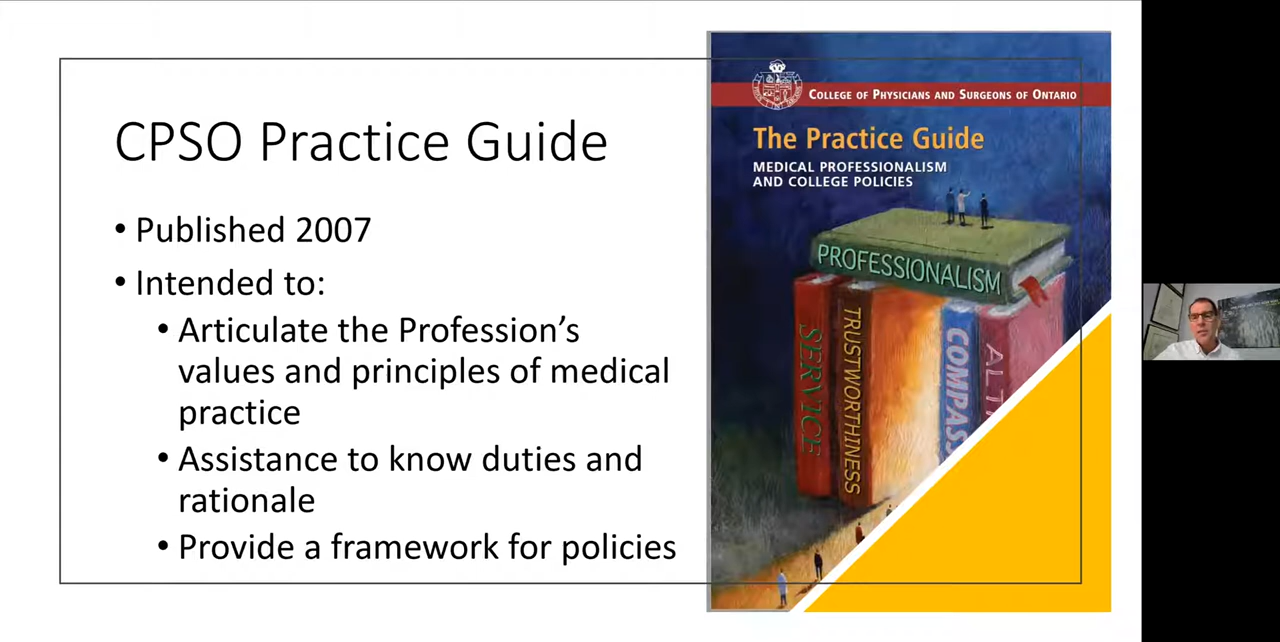 CPSO Practice Guide
• Published 2007
• Intended to:
• Articulate the Profession's
values and principles of medical
practice
• Assistance to know duties and
rationale
• Provide a framework for policies
COLLEGE OF PHYSICIANS AND SURGEONS OF ONTARIO
The Practice Guide
MEDICAL PROFESSIONALISM
AND COLLEGE POLICIES
PROFESSIONALISM
SERVICE
TRUSTWORTHINESS
COMPAS
ALT